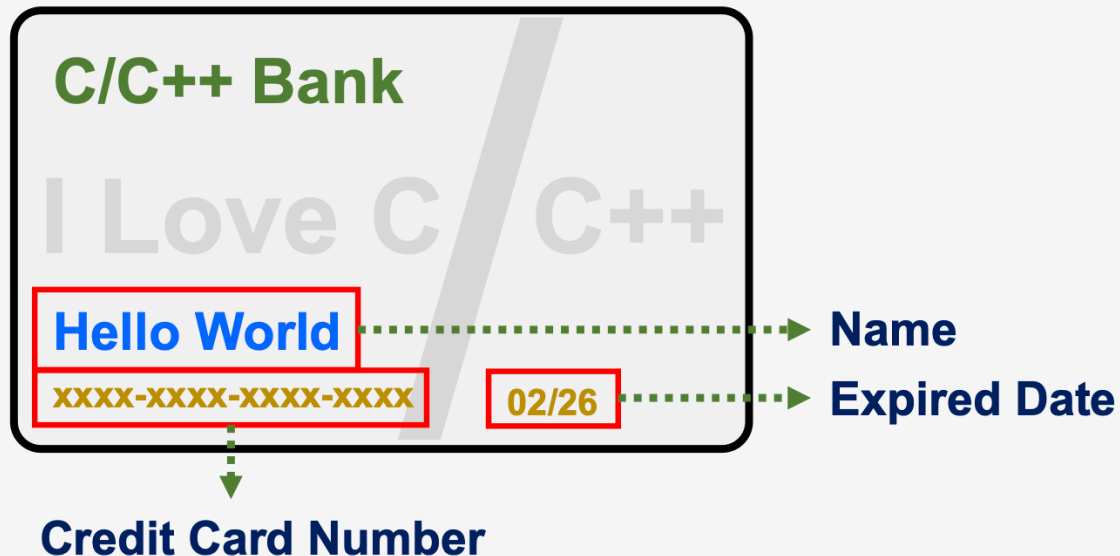 C/C++ Bank
I Love C/C++
Hello World
Name
xxxx-xxxx-xxxx-xxxx
02/26
Expired Date
Credit Card Number